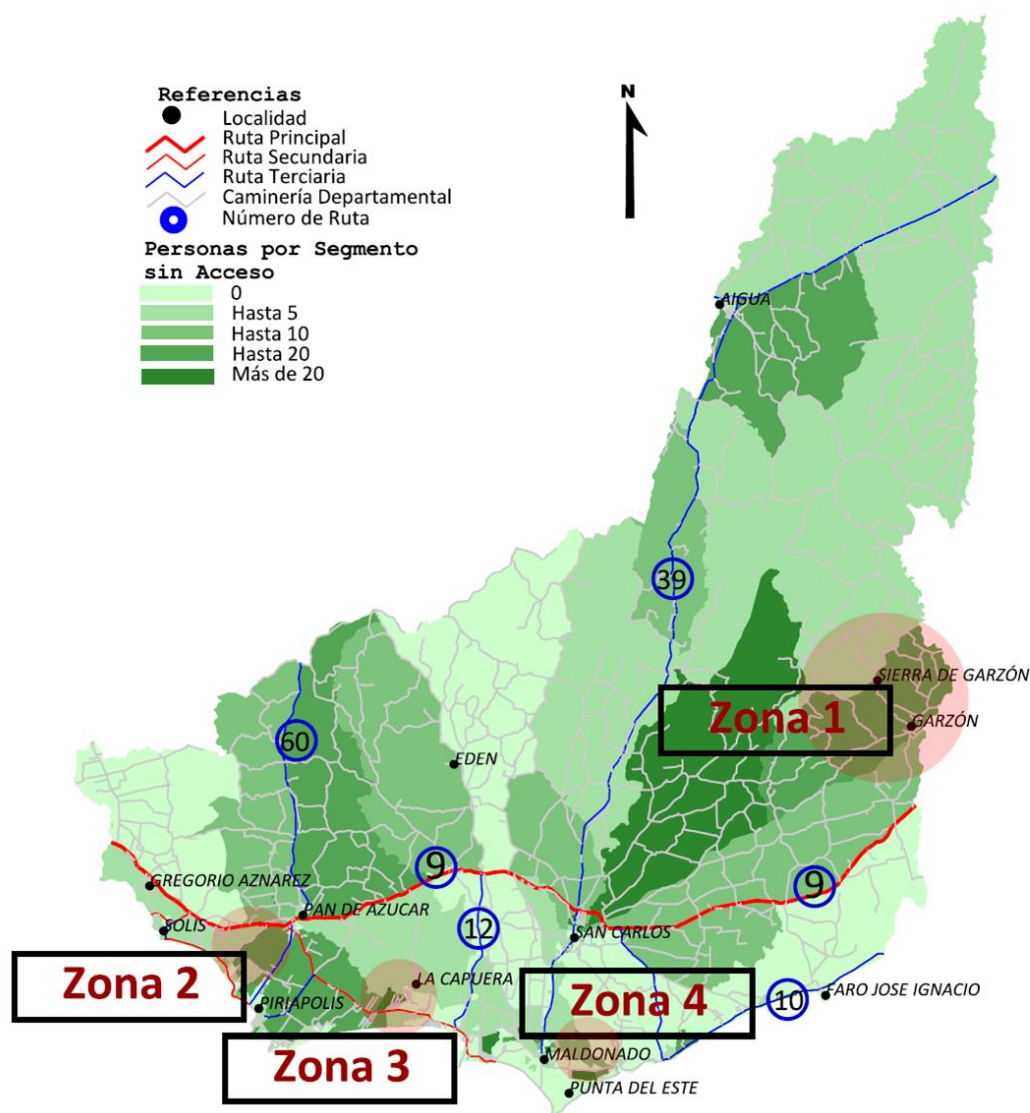 Referencias
Localidad
Ruta Principal
Ruta Secundaria
Ruta Terciaria
Caminería Departamental
Número de Ruta
Personas por Segmento
sin Acceso
0
Hasta 5
Hasta 10
Hasta 20
Más de 20
N
AIGUA
39
SIERRA DE GARZÓN
Zona 1
GARZÓN
60
EDEN
9
9
GREGORIO AZNAREZ
PAN DE AZUCAR
SOLIS
12
SAN CARLOS
Zona 2
LA CAPUERA
Zona 4
10
FARO JOSE IGNACIO
PIRIAPOLIS
Zona 3
MALDONADO
PUNTA DEL ESTE